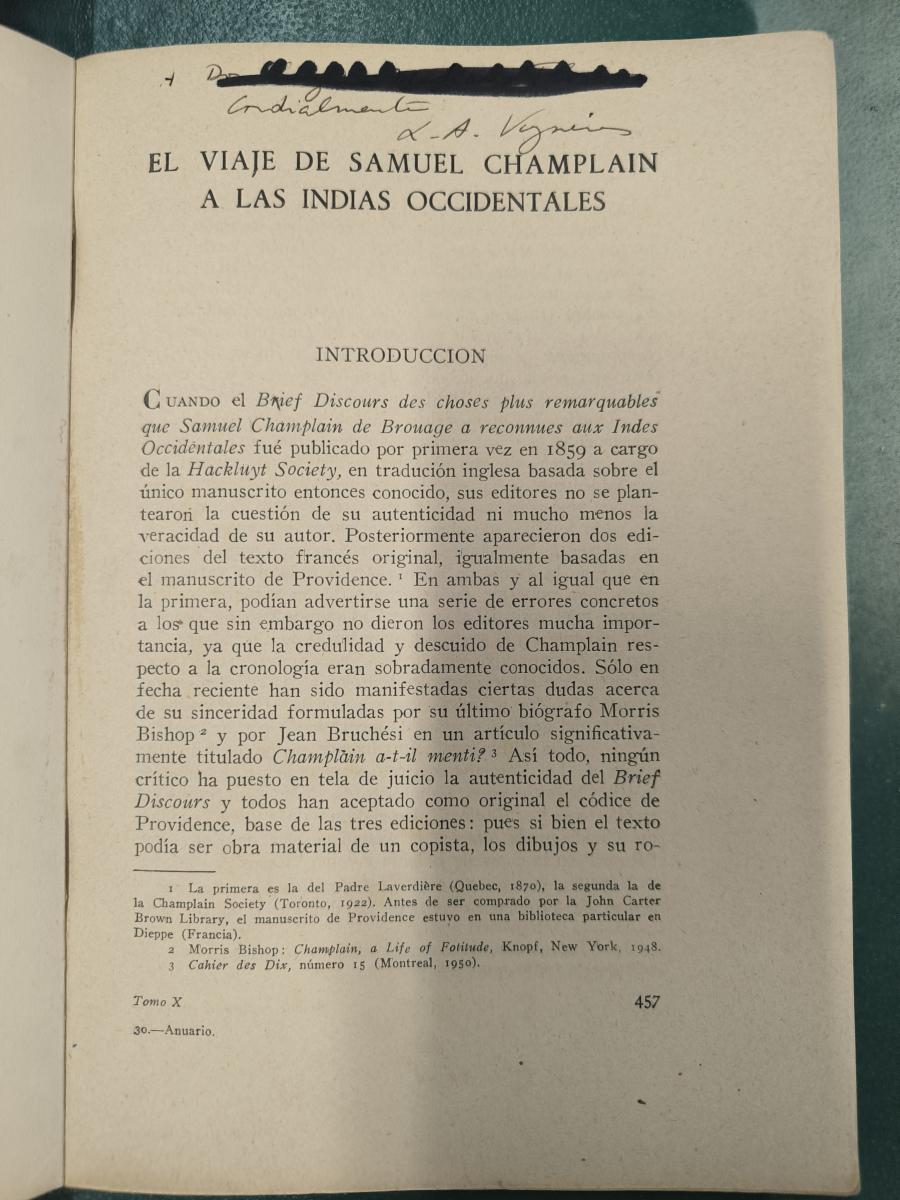 A Don
Cordialmente
L-A. Vigneras
EL VIAJE DE SAMUEL CHAMPLAIN
A LAS INDIAS OCCIDENTALES
INTRODUCCION
CUANDO el Brief Discours des choses plus remarquables
que Samuel Champlain de Brouage a reconnues aux Indes
Occidêntales fué publicado por primera vez en 1859 a cargo
de la Hackluyt Society, en tradución inglesa basada sobre el
único manuscrito entonces conocido, sus editores no se plan-
tearon la cuestión de su autenticidad ni mucho menos la
veracidad de su autor. Posteriormente aparecieron dos edi-
ciones del texto francés original, igualmente basadas en
el manuscrito de Providence. ¹ En ambas y al igual que en
la primera, podían advertirse una serie de errores concretos
a los que sin embargo no dieron los editores mucha impor-
tancia, ya que la credulidad y descuido de Champlain res-
pecto a la cronología eran sobradamente conocidos. Sólo en
fecha reciente han sido manifestadas ciertas dudas acerca
de su sinceridad formuladas por su último biógrafo Morris
Bishop ² y por Jean Bruchési en un artículo significativa-
mente titulado Champlain a-t-il menti? ³ Así todo, ningún
crítico ha puesto en tela de juicio la autenticidad del Brief
Discours y todos han aceptado como original el códice de
Providence, base de las tres ediciones: pues si bien el texto
podía ser obra material de un copista, los dibujos y su ro-
1 La primera es la del Padre Laverdière (Quebec, 1870), la segunda la de
la Champlain Society (Toronto, 1922). Antes de ser comprado por la John Carter
Brown Library, el manuscrito de Providence estuvo en una biblioteca particular en
Dieppe (Francia).
2 Morris Bishop: Champlain, a Life of Fotitude, Knopf, New York, 1948.
3 Cahier des Dix, número 15 (Montreal, 1950).
Tomo X
457
30.—Anuario.